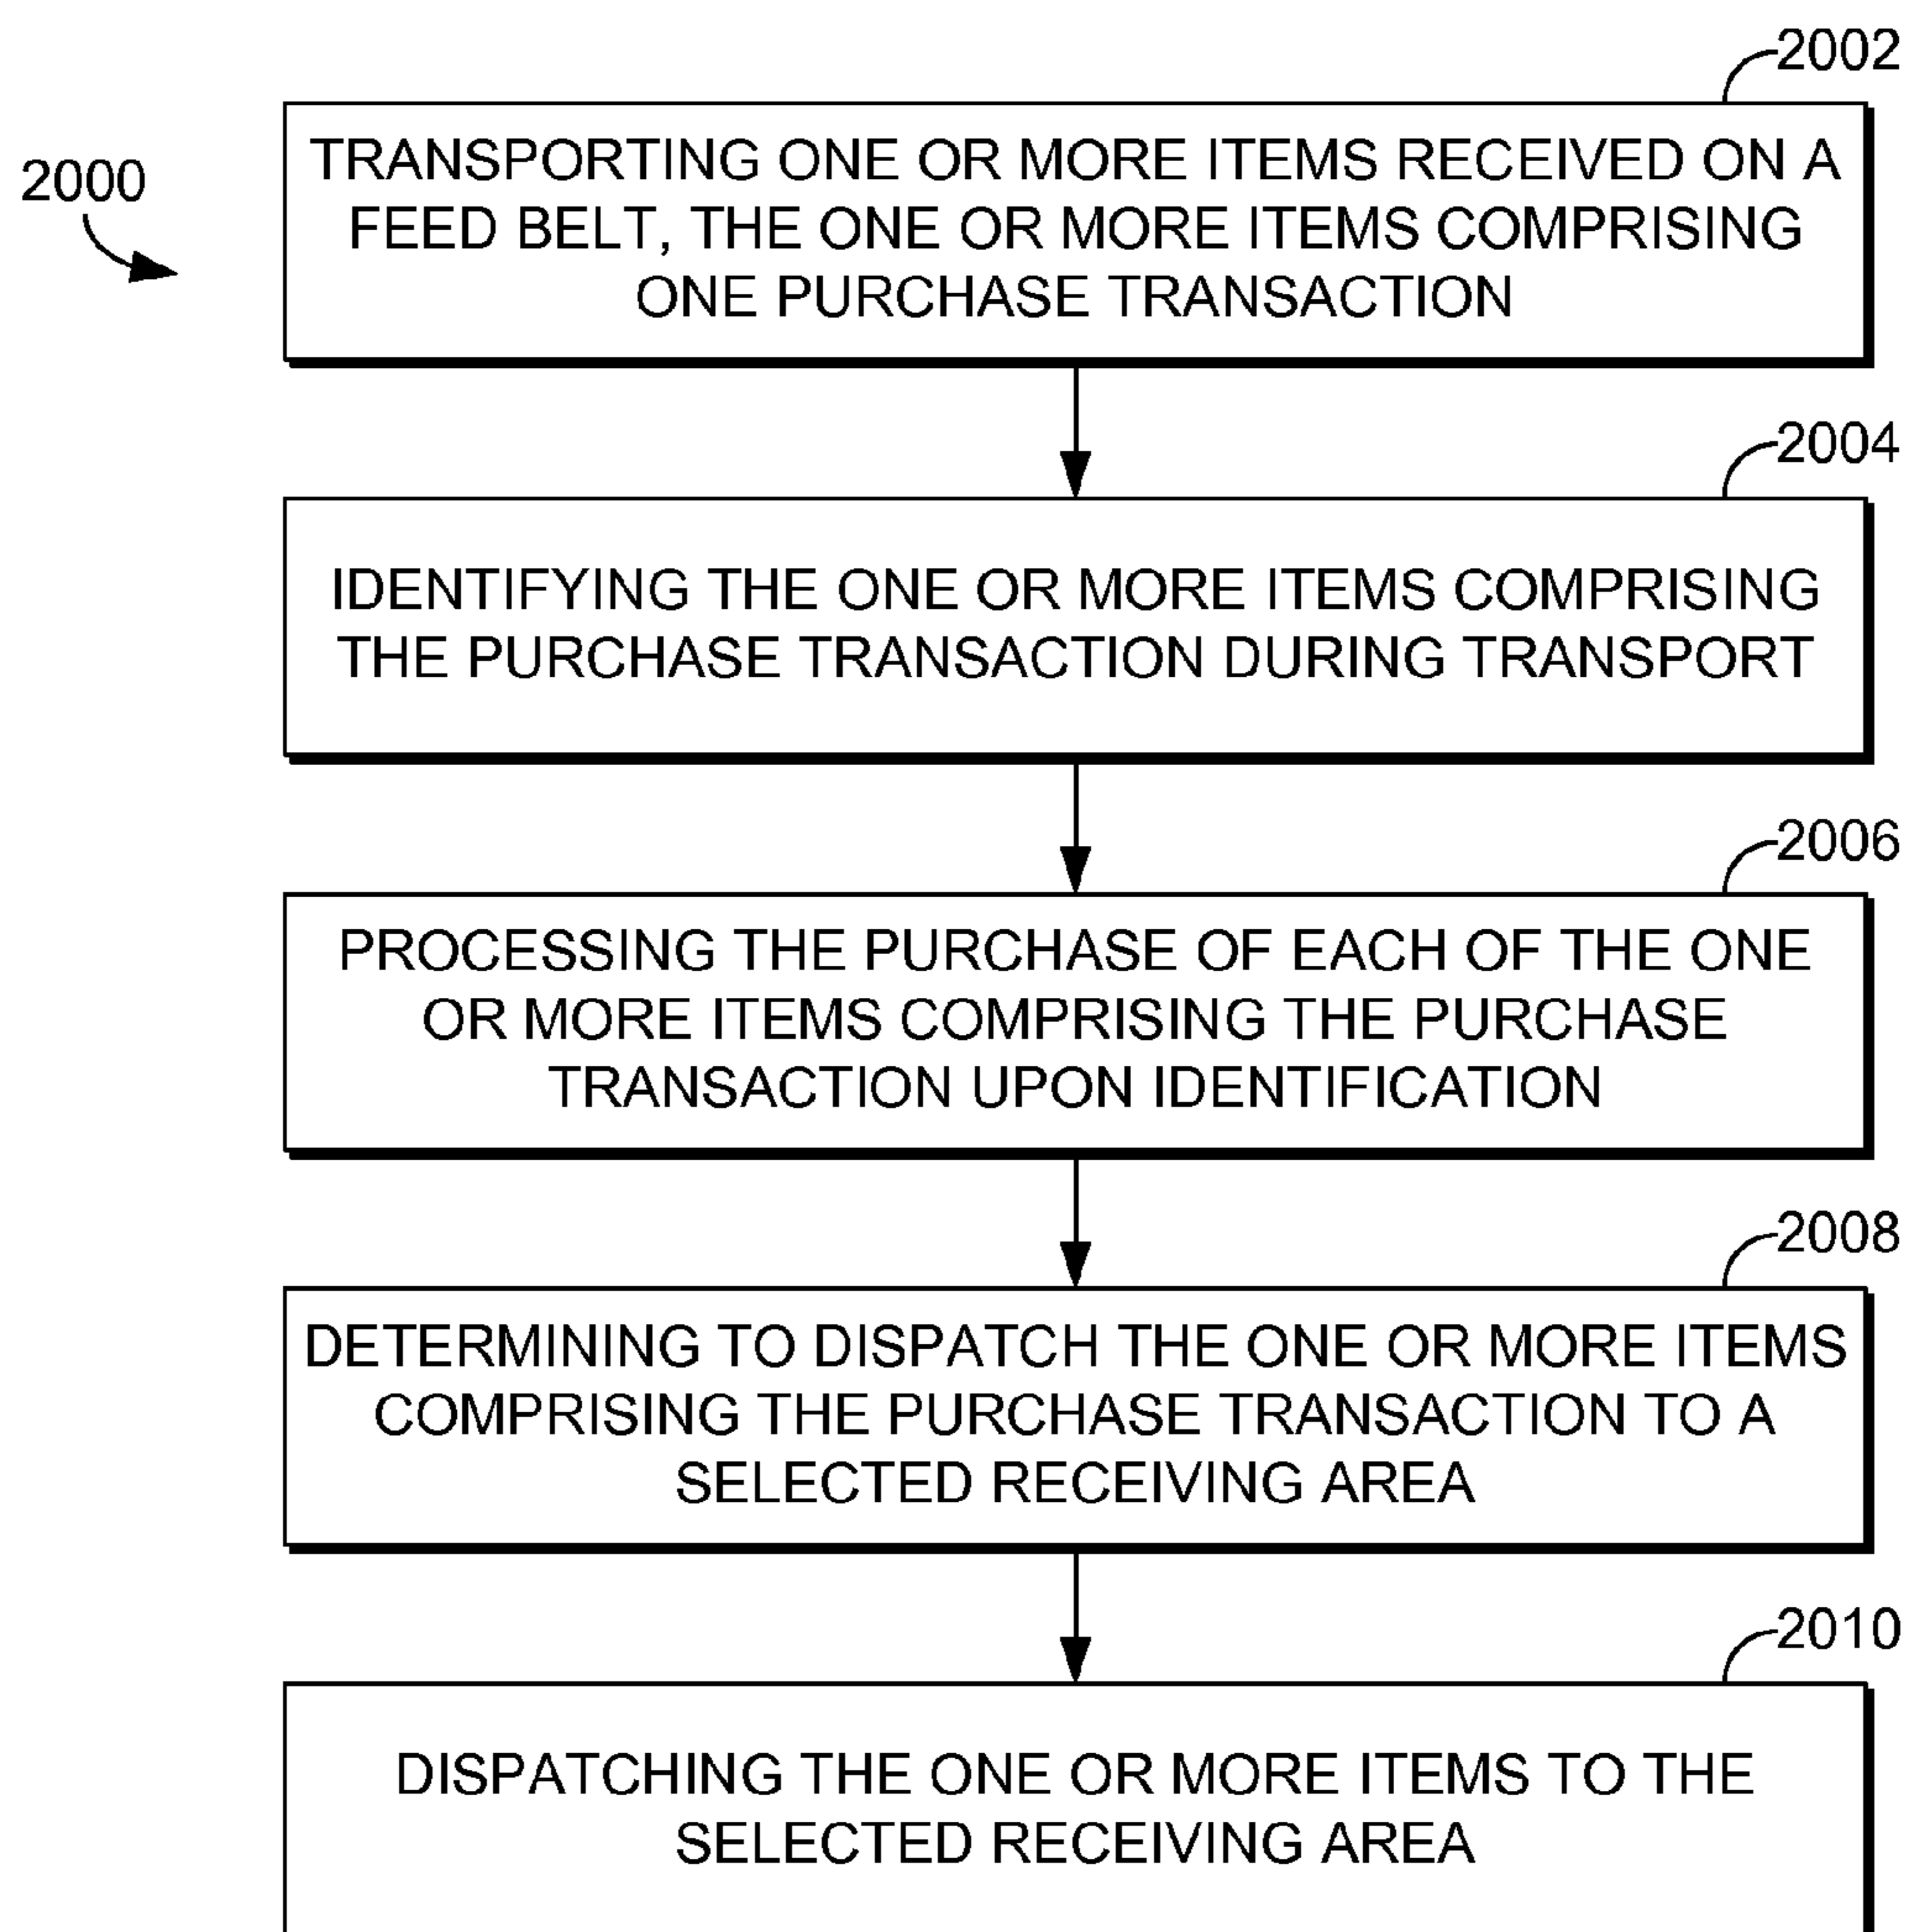 2002
2000
TRANSPORTING ONE OR MORE ITEMS RECEIVED ON A
FEED BELT, THE ONE OR MORE ITEMS COMPRISING
ONE PURCHASE TRANSACTION
2004
IDENTIFYING THE ONE OR MORE ITEMS COMPRISING
THE PURCHASE TRANSACTION DURING TRANSPORT
2006
PROCESSING THE PURCHASE OF EACH OF THE ONE
OR MORE ITEMS COMPRISING THE PURCHASE
TRANSACTION UPON IDENTIFICATION
2008
DETERMINING TO DISPATCH THE ONE OR MORE ITEMS
COMPRISING THE PURCHASE TRANSACTION TO A
SELECTED RECEIVING AREA
2010
DISPATCHING THE ONE OR MORE ITEMS TO THE
SELECTED RECEIVING AREA